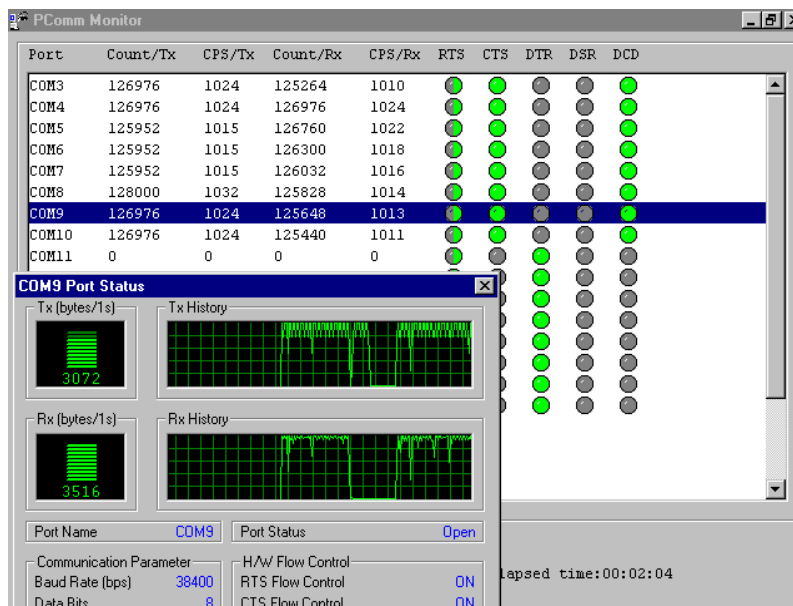 PComm Monitor
Port Count/Tx CPS/Tx Count/Rx CPS/Rx RTS CTS DTR DSR DCD
COM3 126976 1024 125264 1010
COM4 126976 1024 126976 1024
COM5 125952 1015 126760 1022
COM6 125952 1015 126300 1018
COM7 125952 1015 126032 1016
COM8 128000 1032 125828 1014
COM9 126976 1024 125648 1013
COM10 126976 1024 125440 1011
COM11 0 0 0 0
COM9 Port Status
Tx (bytes/1s) Tx History
3072
Rx (bytes/1s) Rx History
3516
Port Name COM9 Port Status Open
Communication Parameter H/W Flow Control
Baud Rate (bps) 38400 RTS Flow Control ON
lapsed time:00:02:04
Data Bits 8 CTS Flow Control ON